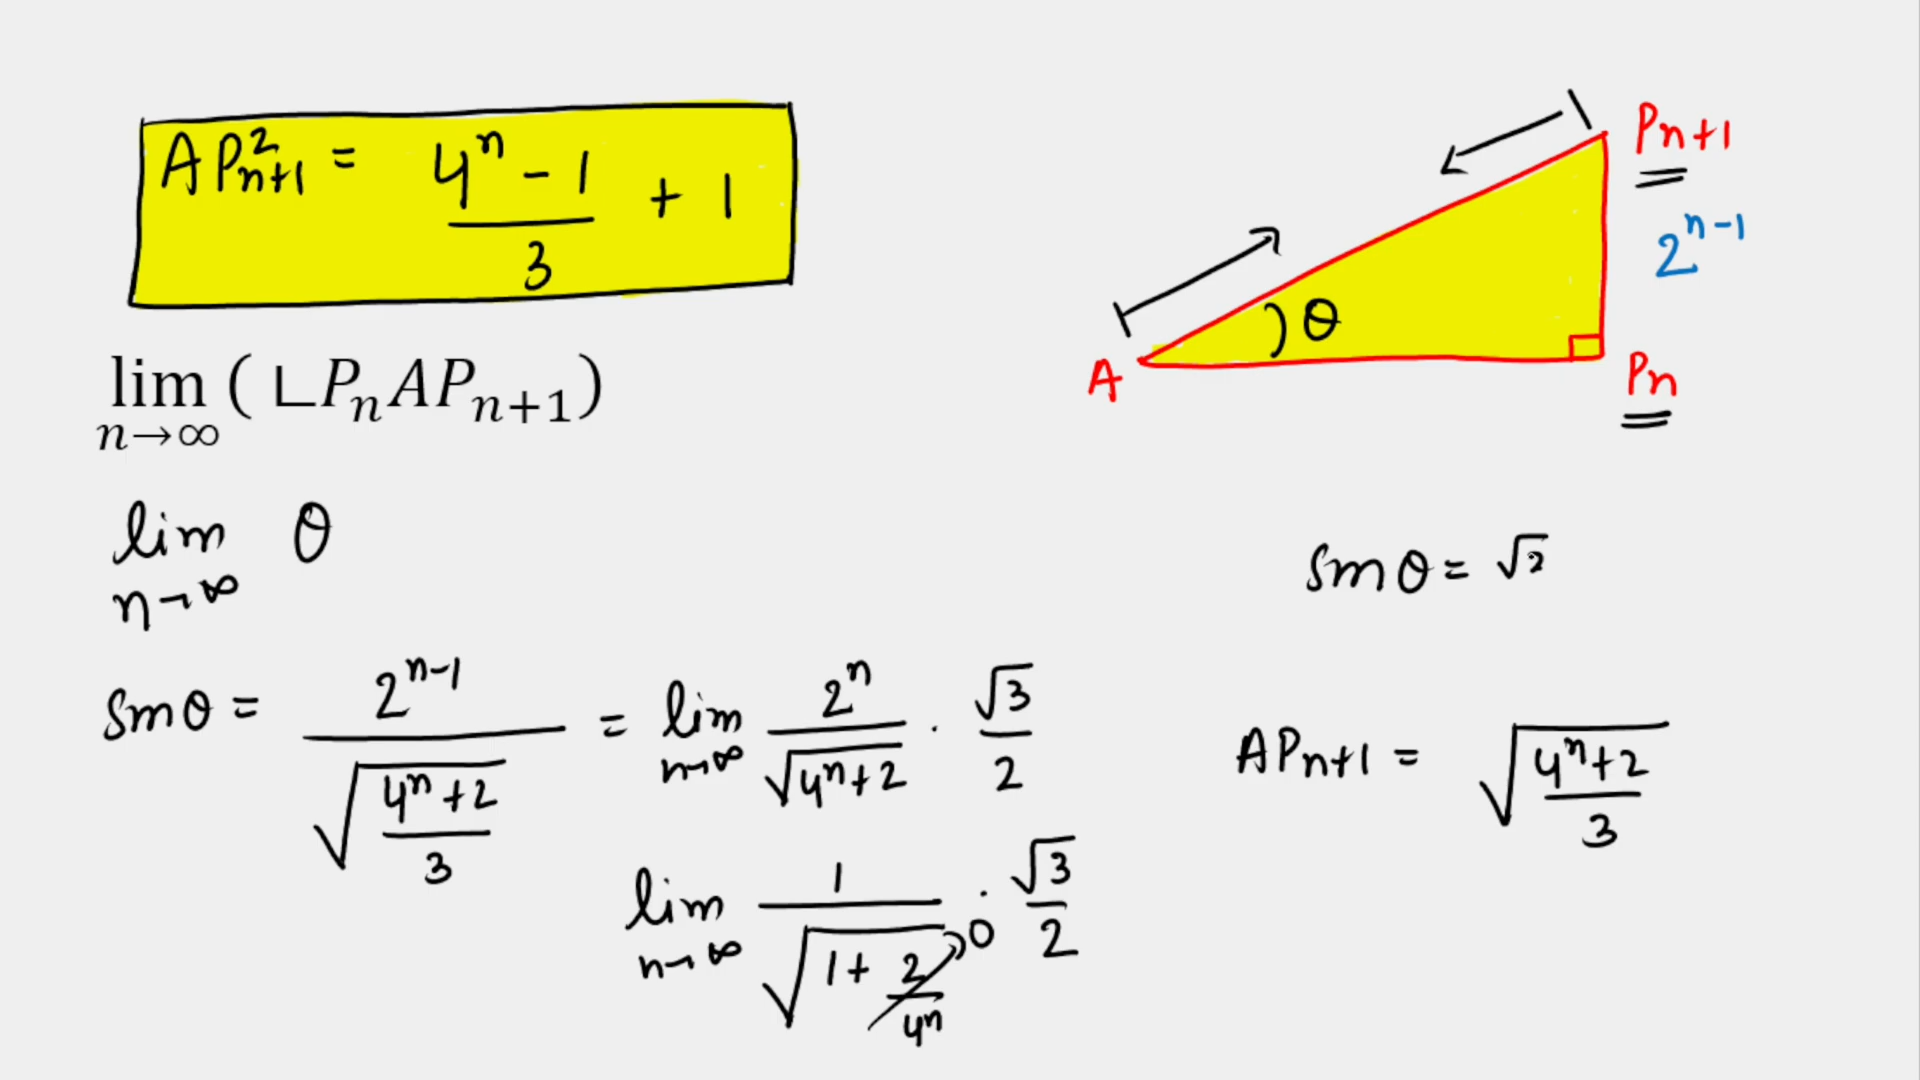 AP²ₙ₊₁ = (4ⁿ - 1)/3 + 1
lim n→∞ ( ∟PₙAPₙ₊₁)
lim n→∞ θ
Sinθ = 2ⁿ⁻¹/√((4ⁿ+2)/3) = lim n→∞ 2ⁿ/√(4ⁿ+2) · √3/2
lim n→∞ 1/√(1+ 2/4ⁿ) · √3/2
0
Pₙ₊₁
2ⁿ⁻¹
θ
A
Pₙ
Sinθ = √3
APₙ₊₁ = √((4ⁿ+2)/3)